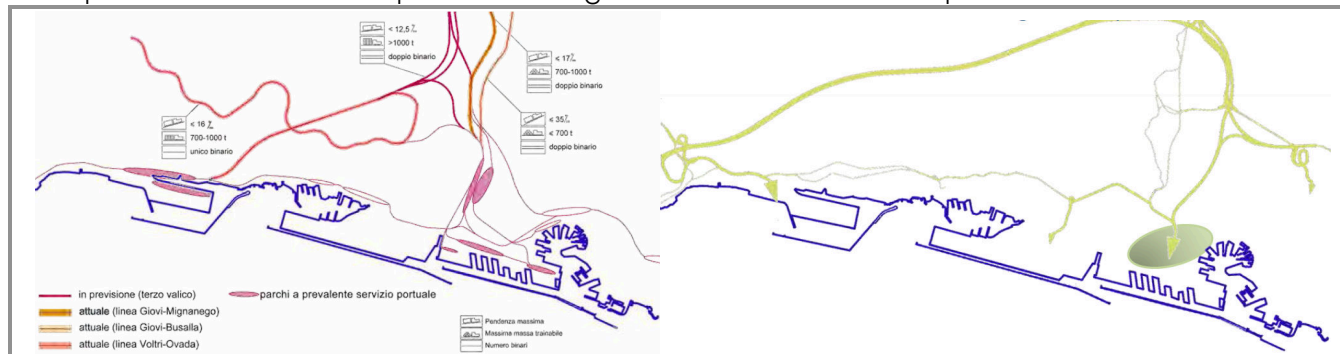 < 12,5 ‰
>1000 t
doppio binario
< 17 ‰
700-1000 t
doppio binario
< 16 ‰
700-1000 t
unico binario
< 35 ‰
< 700 t
doppio binario
in previsione (terzo valico)
parchi a prevalente servizio portuale
attuale (linea Giovi-Mignanego)
attuale (linea Giovi-Busalla)
attuale (linea Voltri-Ovada)
Pendenza massima
Massima massa trainabile
Numero binari